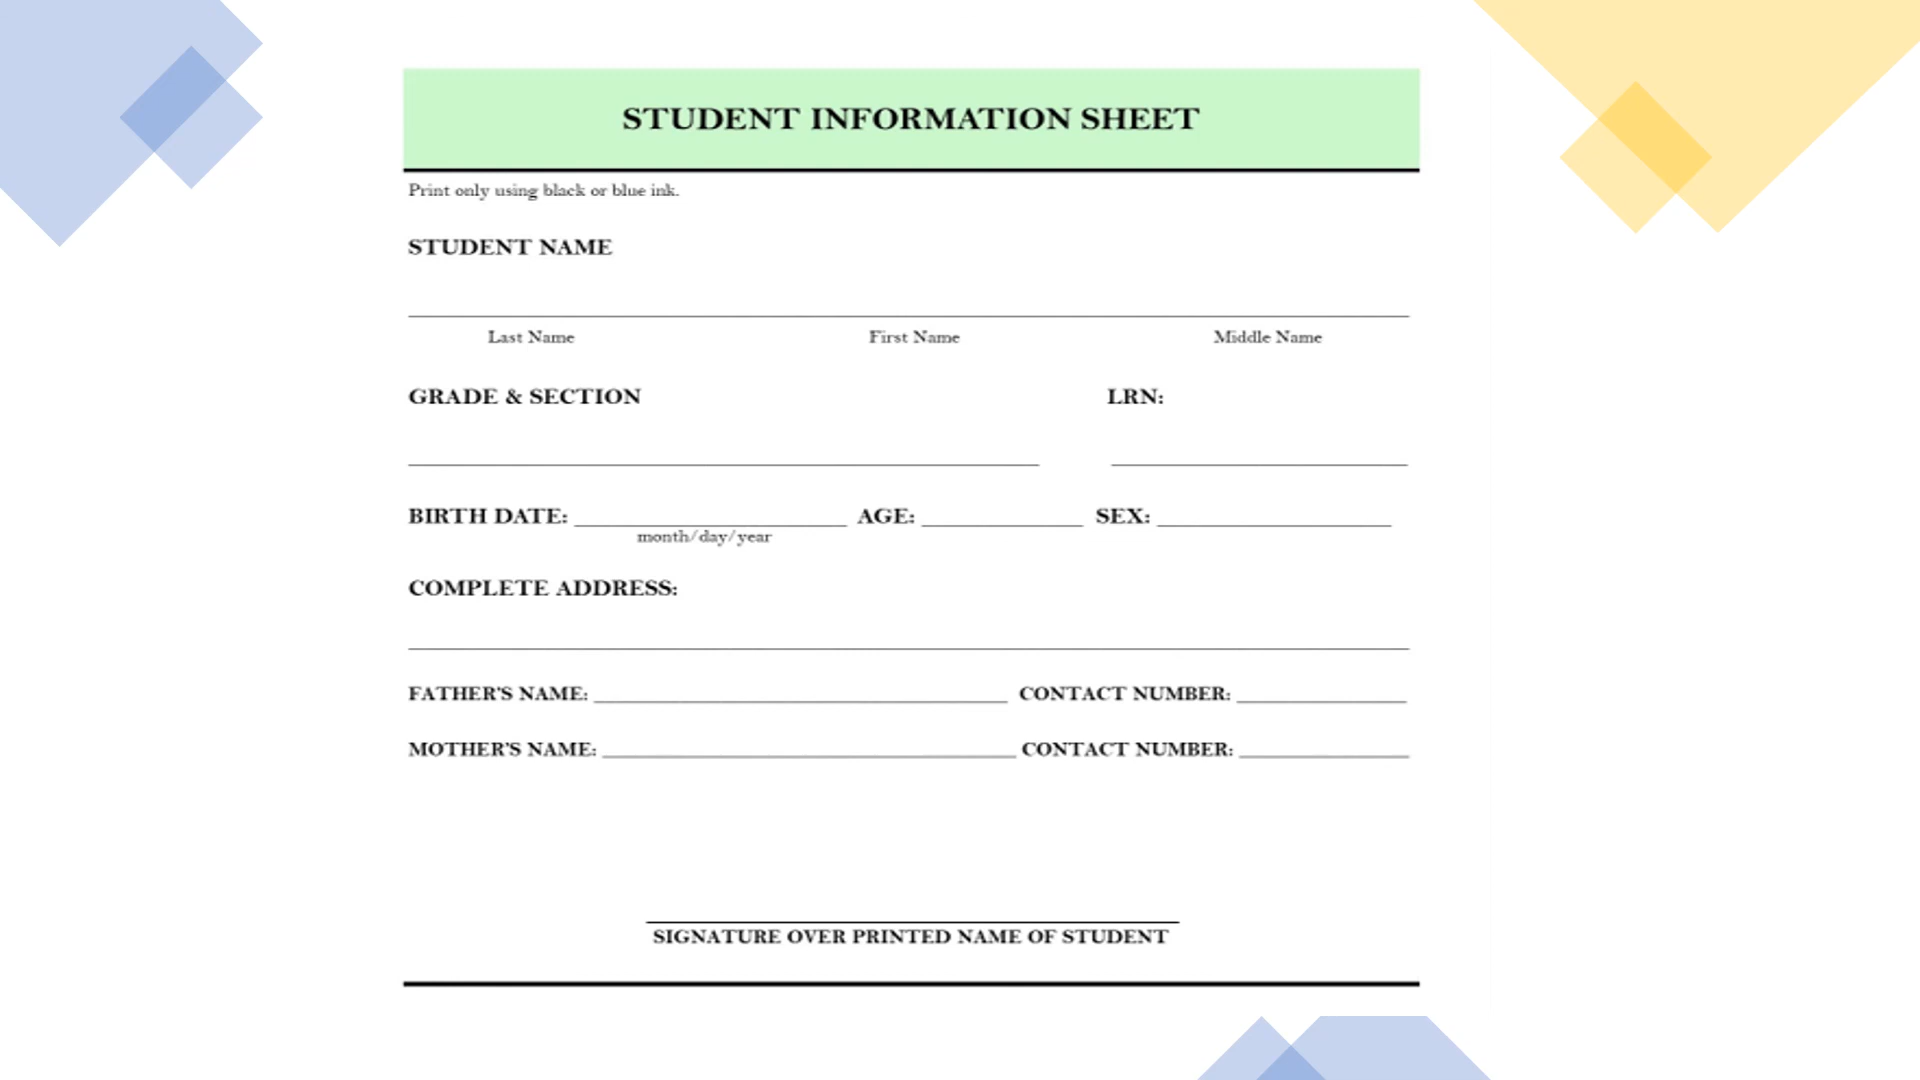 STUDENT INFORMATION SHEET
Print only using black or blue ink.
STUDENT NAME
Last Name First Name Middle Name
GRADE & SECTION LRN:
BIRTH DATE: AGE: SEX:
month/day/year
COMPLETE ADDRESS:
FATHER'S NAME: CONTACT NUMBER:
MOTHER'S NAME: CONTACT NUMBER:
SIGNATURE OVER PRINTED NAME OF STUDENT